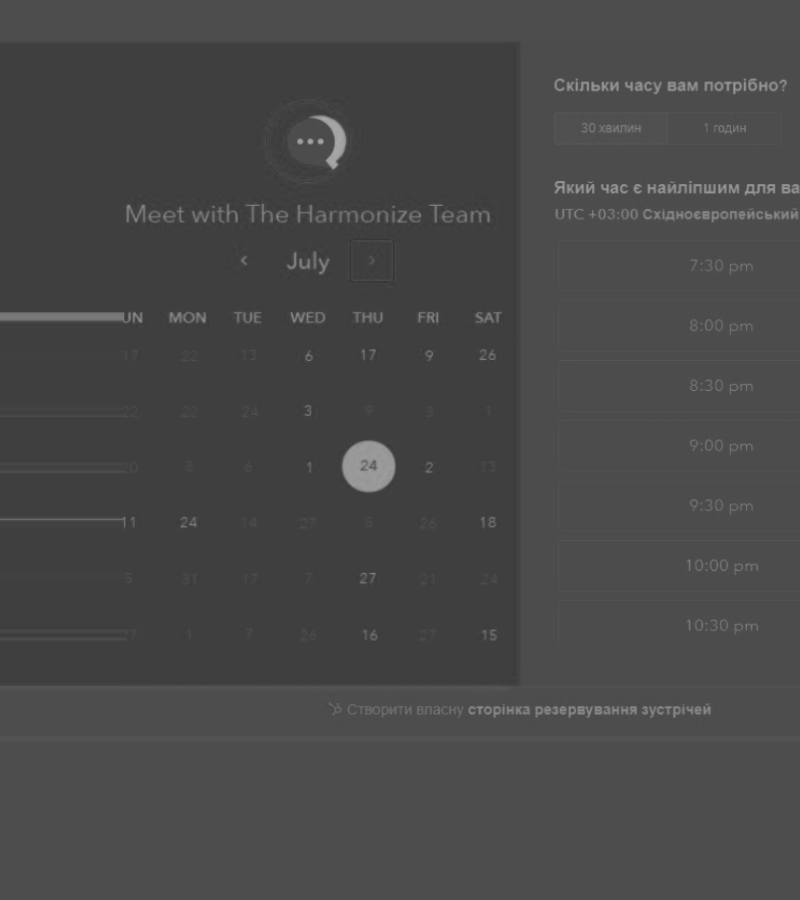 Meet with The Harmonize Team
July
UN MON TUE WED THU FRI SAT
17 22 13 6 17 9 26
22 22 24 3 9 3 1
20 8 6 1 24 2 13
11 24 14 27 8 26 18
5 31 17 7 27 21 24
27 1 7 26 16 27 15
Скільки часу вам потрібно?
30 хвилин 1 годин
Який час є найліпшим для ва
UTC +03:00 Східноєвропейський
7:30 pm
8:00 pm
8:30 pm
9:00 pm
9:30 pm
10:00 pm
10:30 pm
Створити власну сторінка резервування зустрічей